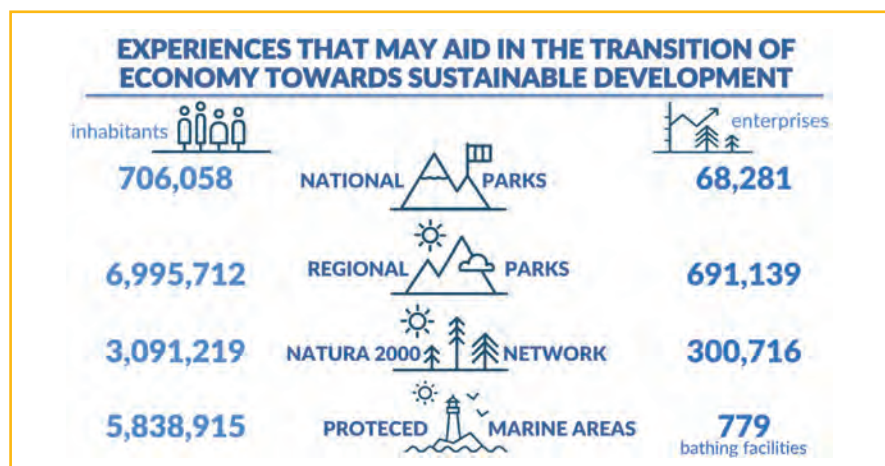 EXPERIENCES THAT MAY AID IN THE TRANSITION OF
ECONOMY TOWARDS SUSTAINABLE DEVELOPMENT
inhabitants
enterprises
706,058 NATIONAL PARKS 68,281
6,995,712 REGIONAL PARKS 691,139
3,091,219 NATURA 2000 NETWORK 300,716
5,838,915 PROTECED MARINE AREAS 779
bathing facilities